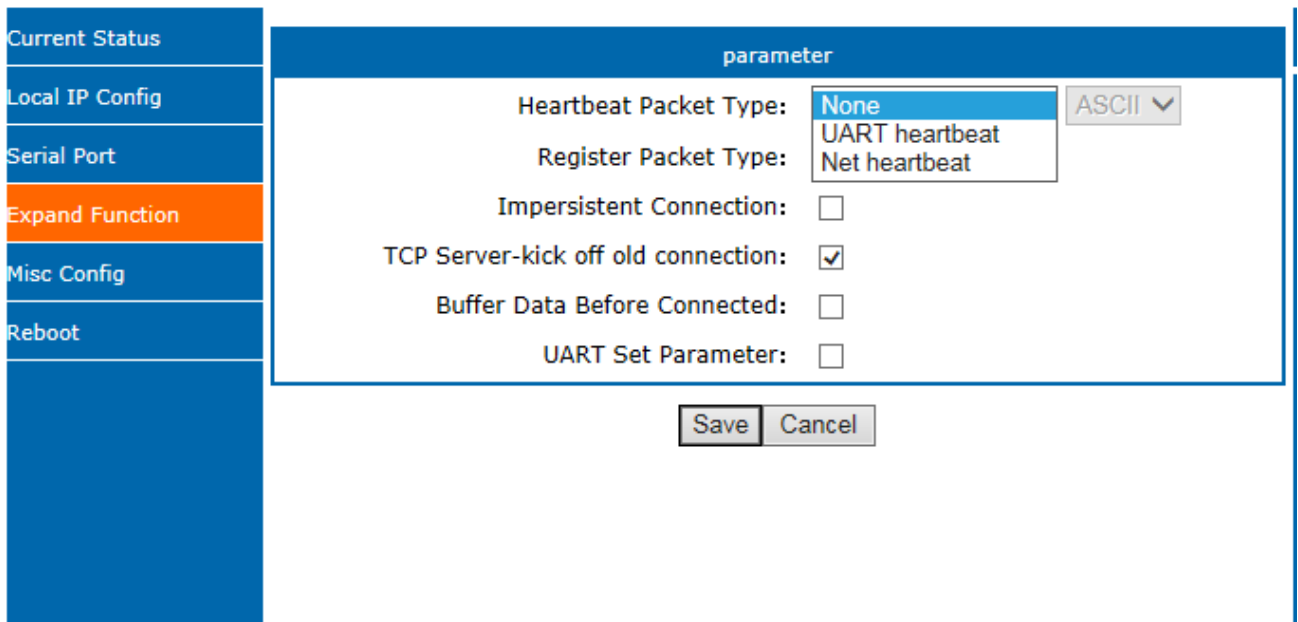 Current Status
Local IP Config
Serial Port
Expand Function
Misc Config
Reboot
parameter
Heartbeat Packet Type: None ASCII
UART heartbeat
Net heartbeat
Register Packet Type:
Impersistent Connection:
TCP Server-kick off old connection:
Buffer Data Before Connected:
UART Set Parameter:
Save Cancel